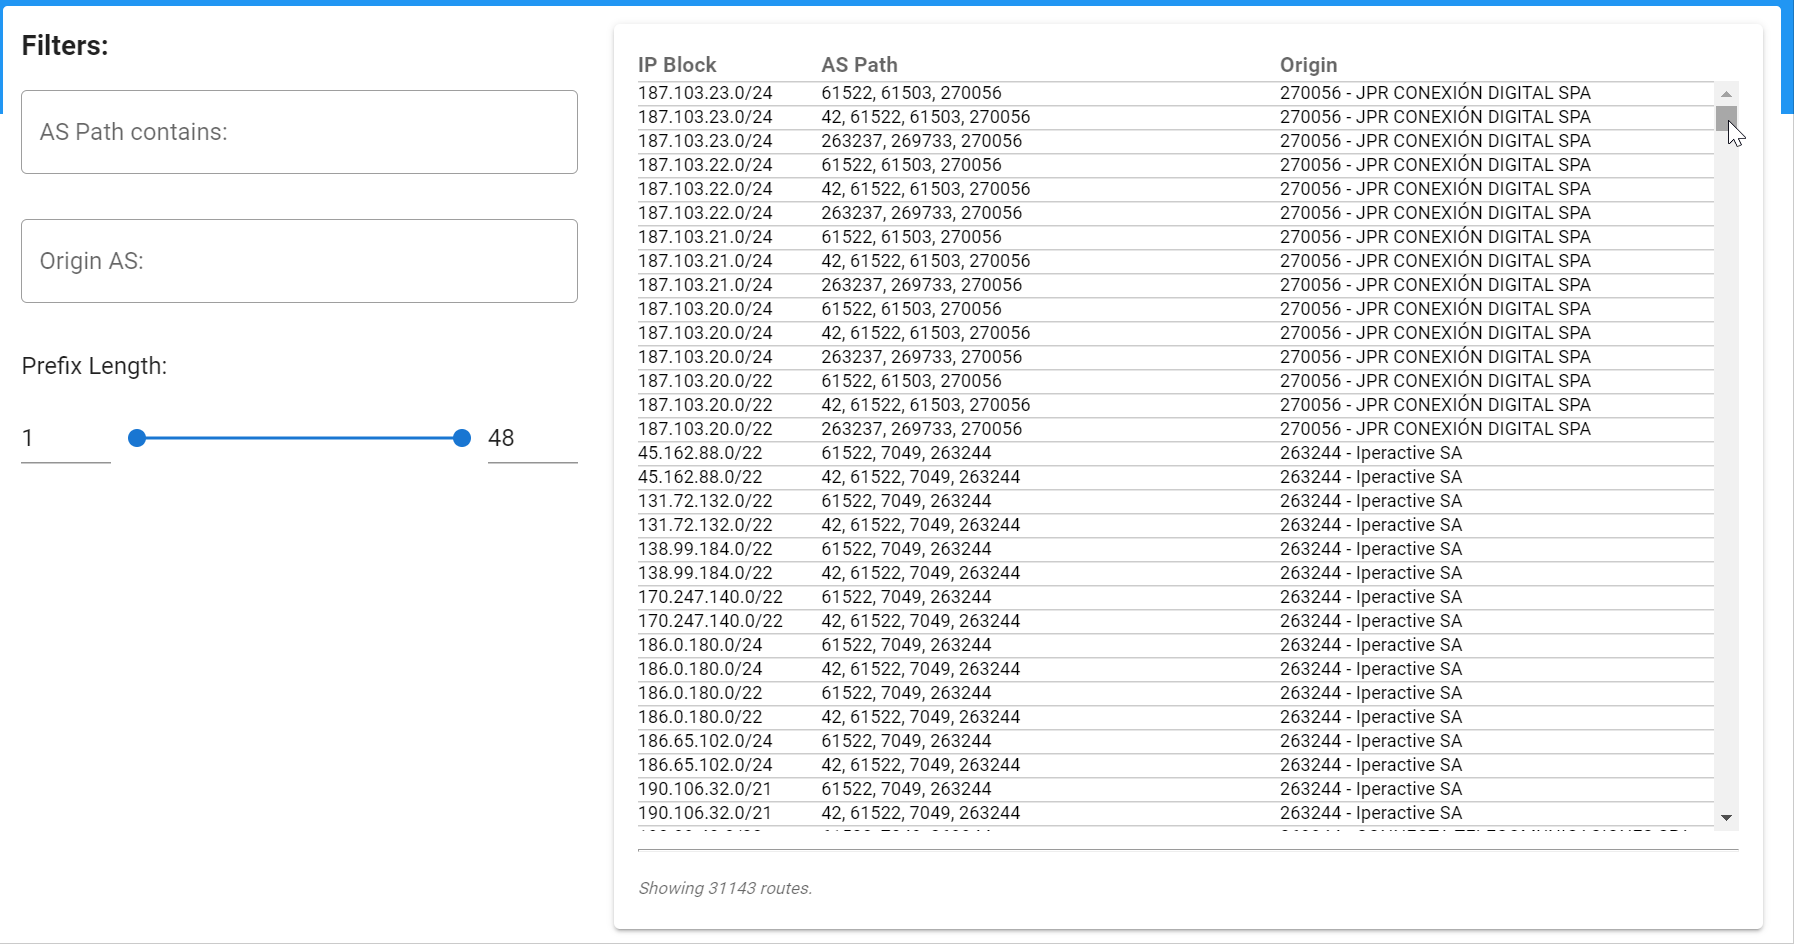 Filters:
AS Path contains:
Origin AS:
Prefix Length:
1
48
IP Block AS Path Origin
187.103.23.0/24 61522, 61503, 270056 270056 - JPR CONEXIÓN DIGITAL SPA
187.103.23.0/24 42, 61522, 61503, 270056 270056 - JPR CONEXIÓN DIGITAL SPA
187.103.23.0/24 263237, 269733, 270056 270056 - JPR CONEXIÓN DIGITAL SPA
187.103.22.0/24 61522, 61503, 270056 270056 - JPR CONEXIÓN DIGITAL SPA
187.103.22.0/24 42, 61522, 61503, 270056 270056 - JPR CONEXIÓN DIGITAL SPA
187.103.22.0/24 263237, 269733, 270056 270056 - JPR CONEXIÓN DIGITAL SPA
187.103.21.0/24 61522, 61503, 270056 270056 - JPR CONEXIÓN DIGITAL SPA
187.103.21.0/24 42, 61522, 61503, 270056 270056 - JPR CONEXIÓN DIGITAL SPA
187.103.21.0/24 263237, 269733, 270056 270056 - JPR CONEXIÓN DIGITAL SPA
187.103.20.0/24 61522, 61503, 270056 270056 - JPR CONEXIÓN DIGITAL SPA
187.103.20.0/24 42, 61522, 61503, 270056 270056 - JPR CONEXIÓN DIGITAL SPA
187.103.20.0/24 263237, 269733, 270056 270056 - JPR CONEXIÓN DIGITAL SPA
187.103.20.0/22 61522, 61503, 270056 270056 - JPR CONEXIÓN DIGITAL SPA
187.103.20.0/22 42, 61522, 61503, 270056 270056 - JPR CONEXIÓN DIGITAL SPA
187.103.20.0/22 263237, 269733, 270056 270056 - JPR CONEXIÓN DIGITAL SPA
45.162.88.0/22 61522, 7049, 263244 263244 - Iperactive SA
45.162.88.0/22 42, 61522, 7049, 263244 263244 - Iperactive SA
131.72.132.0/22 61522, 7049, 263244 263244 - Iperactive SA
131.72.132.0/22 42, 61522, 7049, 263244 263244 - Iperactive SA
138.99.184.0/22 61522, 7049, 263244 263244 - Iperactive SA
138.99.184.0/22 42, 61522, 7049, 263244 263244 - Iperactive SA
170.247.140.0/22 61522, 7049, 263244 263244 - Iperactive SA
170.247.140.0/22 42, 61522, 7049, 263244 263244 - Iperactive SA
186.0.180.0/24 61522, 7049, 263244 263244 - Iperactive SA
186.0.180.0/24 42, 61522, 7049, 263244 263244 - Iperactive SA
186.0.180.0/22 61522, 7049, 263244 263244 - Iperactive SA
186.0.180.0/22 42, 61522, 7049, 263244 263244 - Iperactive SA
186.65.102.0/24 61522, 7049, 263244 263244 - Iperactive SA
186.65.102.0/24 42, 61522, 7049, 263244 263244 - Iperactive SA
190.106.32.0/21 61522, 7049, 263244 263244 - Iperactive SA
190.106.32.0/21 42, 61522, 7049, 263244 263244 - Iperactive SA
Showing 31143 routes.